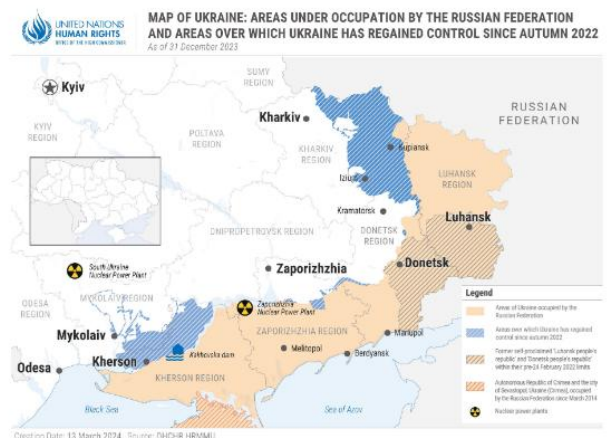 UNITED NATIONS
HUMAN RIGHTS
OFFICE OF THE HIGH COMMISSIONER
MAP OF UKRAINE: AREAS UNDER OCCUPATION BY THE RUSSIAN FEDERATION
AND AREAS OVER WHICH UKRAINE HAS REGAINED CONTROL SINCE AUTUMN 2022
As of 31 December 2023
SUMY
REGION
Kyiv
Kharkiv
RUSSIAN
FEDERATION
KYIV
REGION
POLTAVA
REGION
KHARKIV
REGION
Kupiansk
Izium
LUHANSK
REGION
Kramatorsk
Luhansk
DNIPROPETROVSK REGION
DONETSK
REGION
Donetsk
Zaporizhzhia
South Ukraine
Nuclear Power Plant
Legend
Areas of Ukraine occupied by the
Russian Federation
ODESA
REGION
MYKOLAIV REGION
Zaporizhzhia
Nuclear Power Plant
Areas over which Ukraine has regained
control since autumn 2022
Mykolaiv
ZAPORIZHZHIA REGION
Mariupol
Former self-proclaimed 'Luhansk people's
republic' and 'Donetsk people's republic'
within their pre-24 February 2022 limits
Melitopol
Berdyansk
Kherson
Kakhovka dam
Odesa
KHERSON REGION
Autonomous Republic of Crimea and the city
of Sevastopol, Ukraine (Crimea), occupied
by the Russian Federation since March 2014
Black Sea
Sea of Azov
Nuclear power plants
Creation Date: 13 March 2024 Source: OHCHR HRMMU